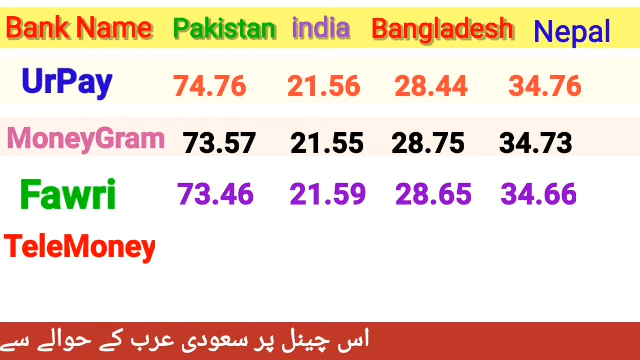 Bank Name Pakistan india Bangladesh Nepal
UrPay 74.76 21.56 28.44 34.76
MoneyGram 73.57 21.55 28.75 34.73
Fawri 73.46 21.59 28.65 34.66
TeleMoney
اس چینل پر سعودی عرب کے حوالے سے